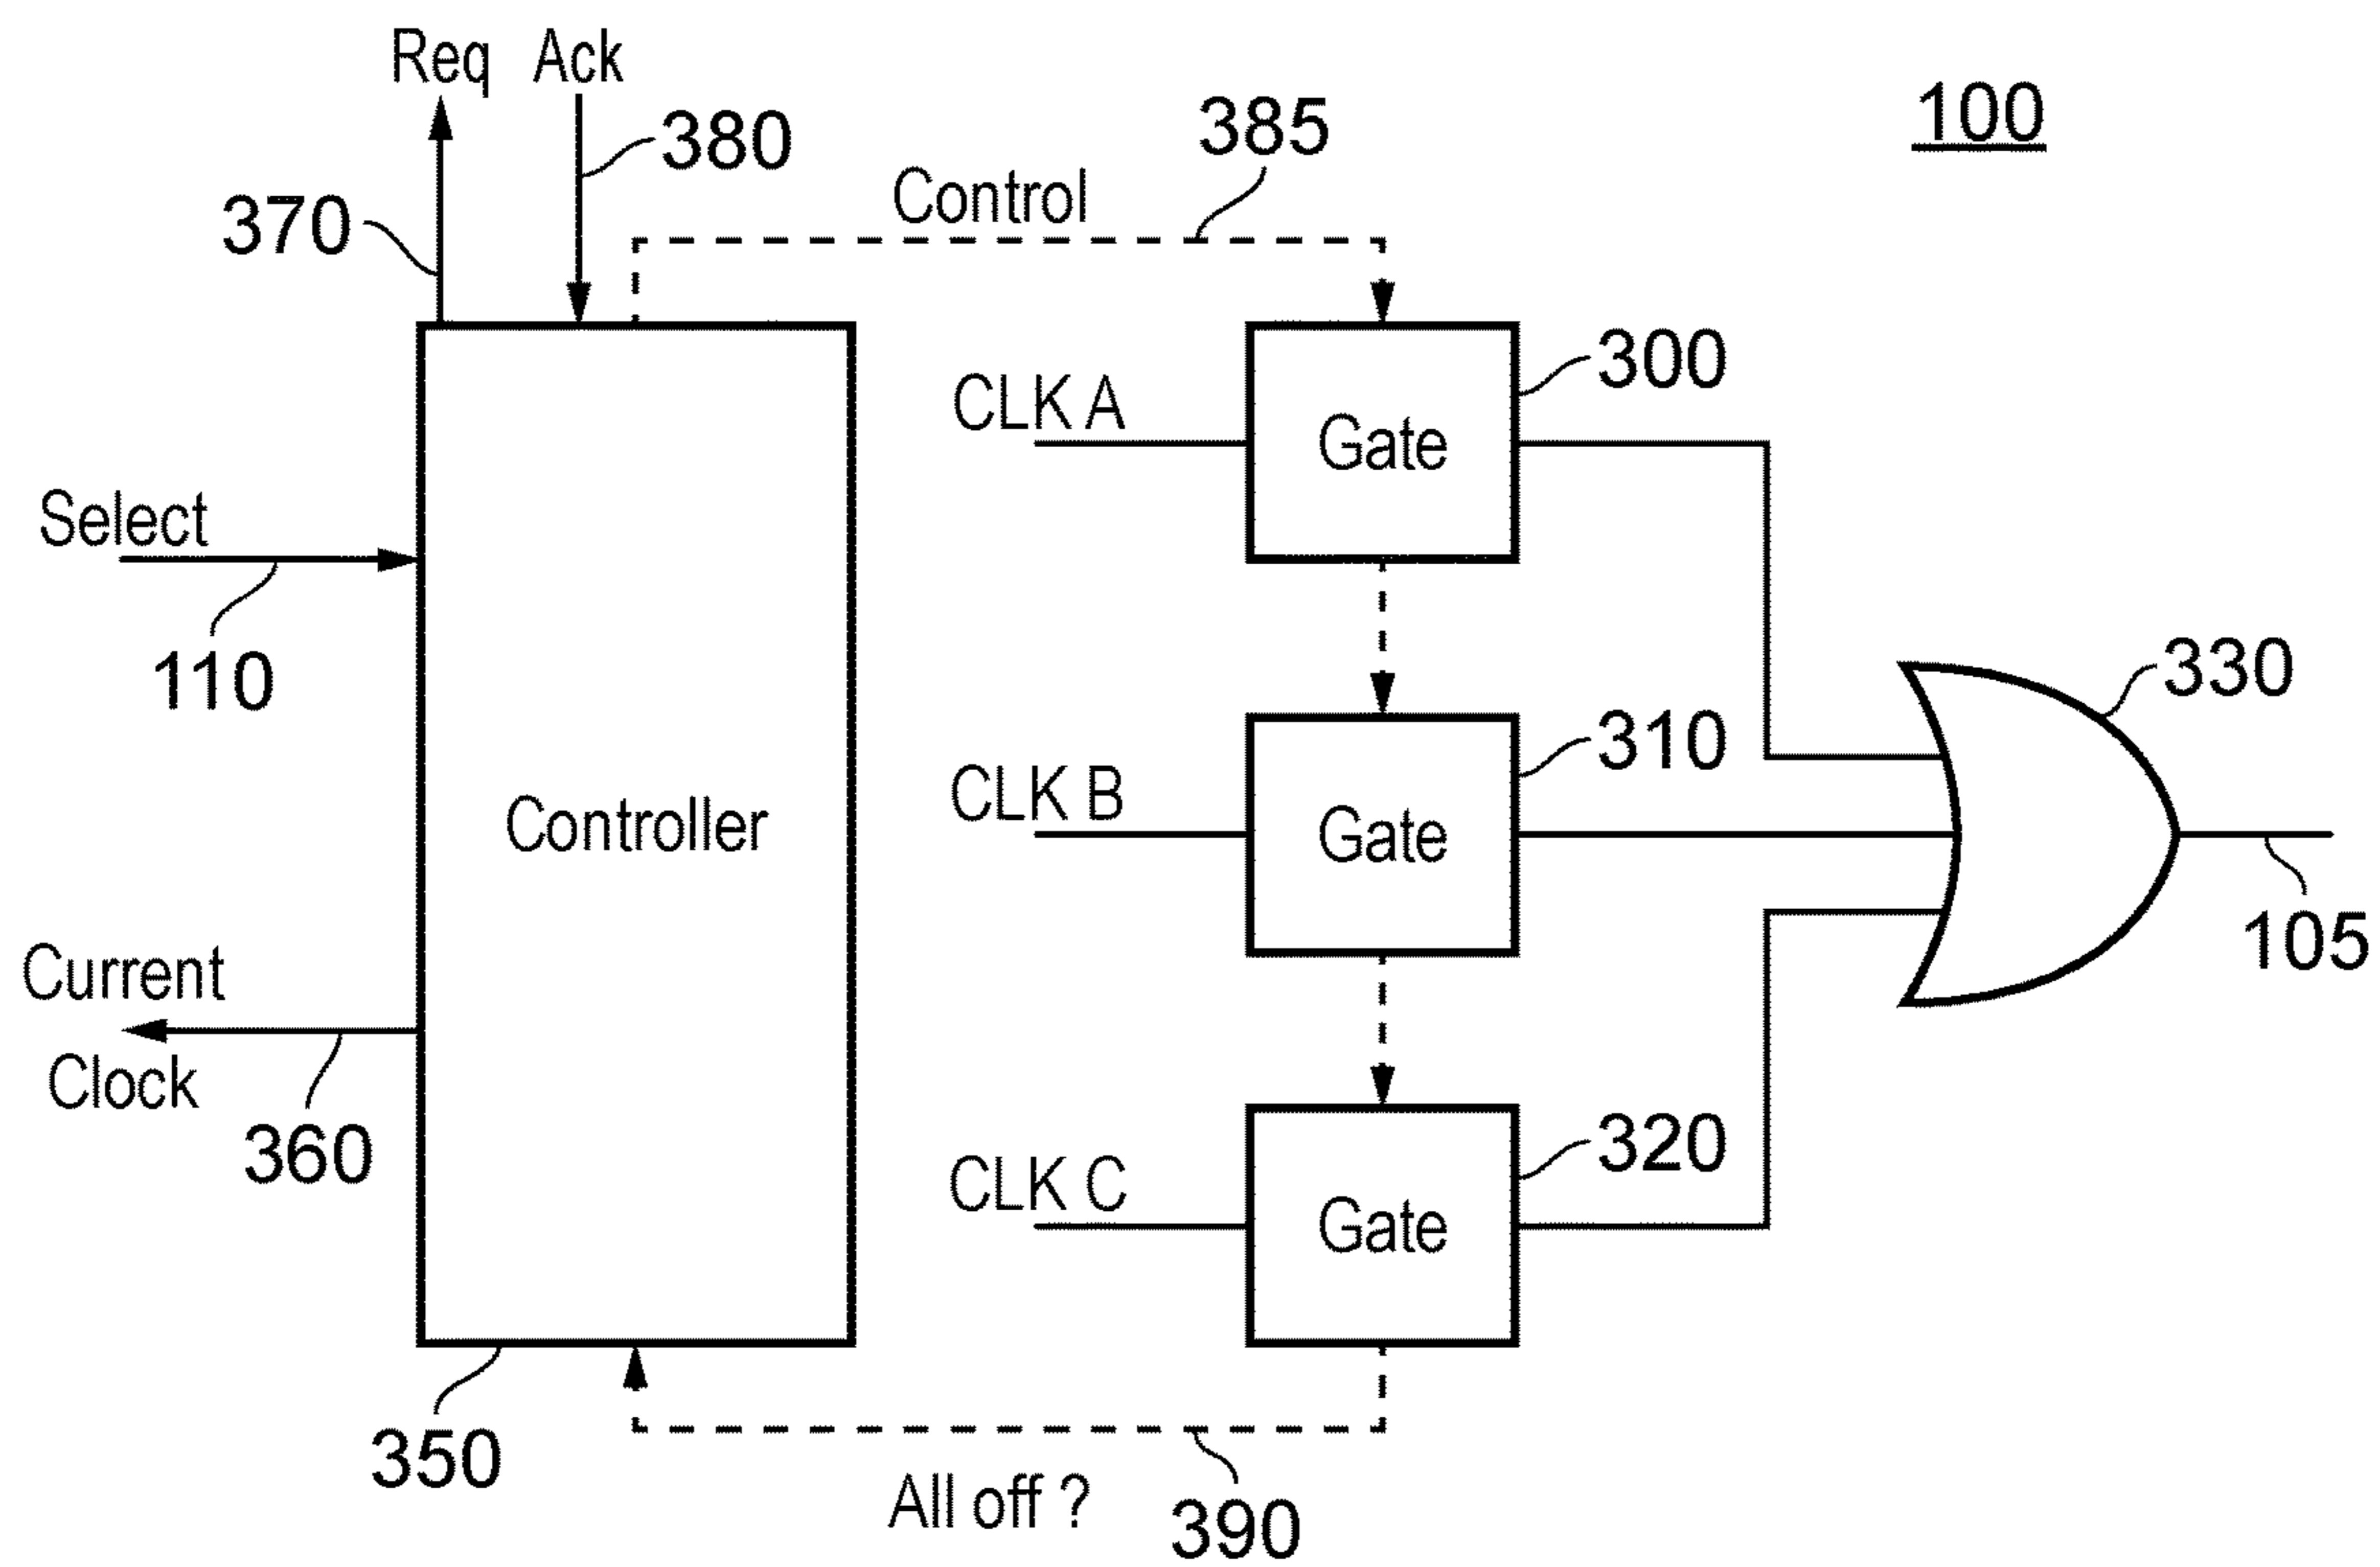 Req
Ack
100
385
380
Control
370
300
CLK A
Gate
Select
330
110
310
CLK B
Gate
Controller
105
Current
Clock
320
360
CLK C
Gate
350
All off ?
390